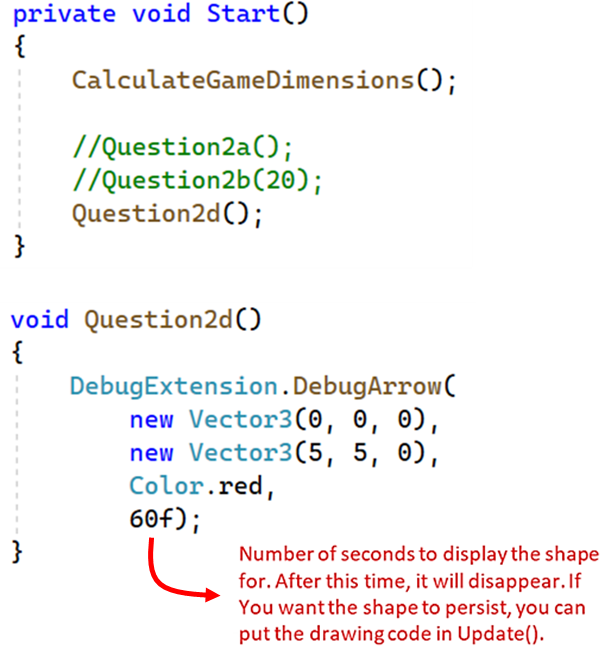 private void Start()
{
CalculateGameDimensions();
//Question2a();
//Question2b(20);
Question2d();
}
void Question2d()
{
DebugExtension.DebugArrow(
new Vector3(0, 0, 0),
new Vector3(5, 5, 0),
Color.red,
60f);
}
Number of seconds to display the shape
for. After this time, it will disappear. If
You want the shape to persist, you can
put the drawing code in Update().